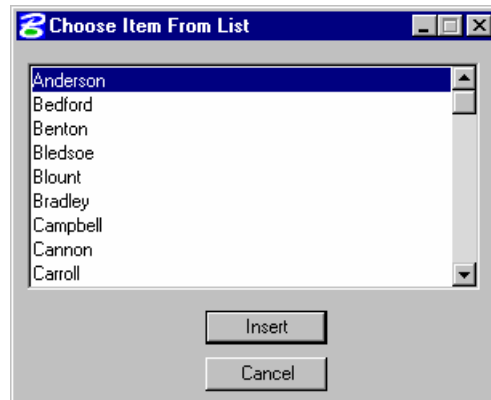 Choose Item From List
Anderson
Bedford
Benton
Bledsoe
Blount
Bradley
Campbell
Cannon
Carroll
Insert
Cancel